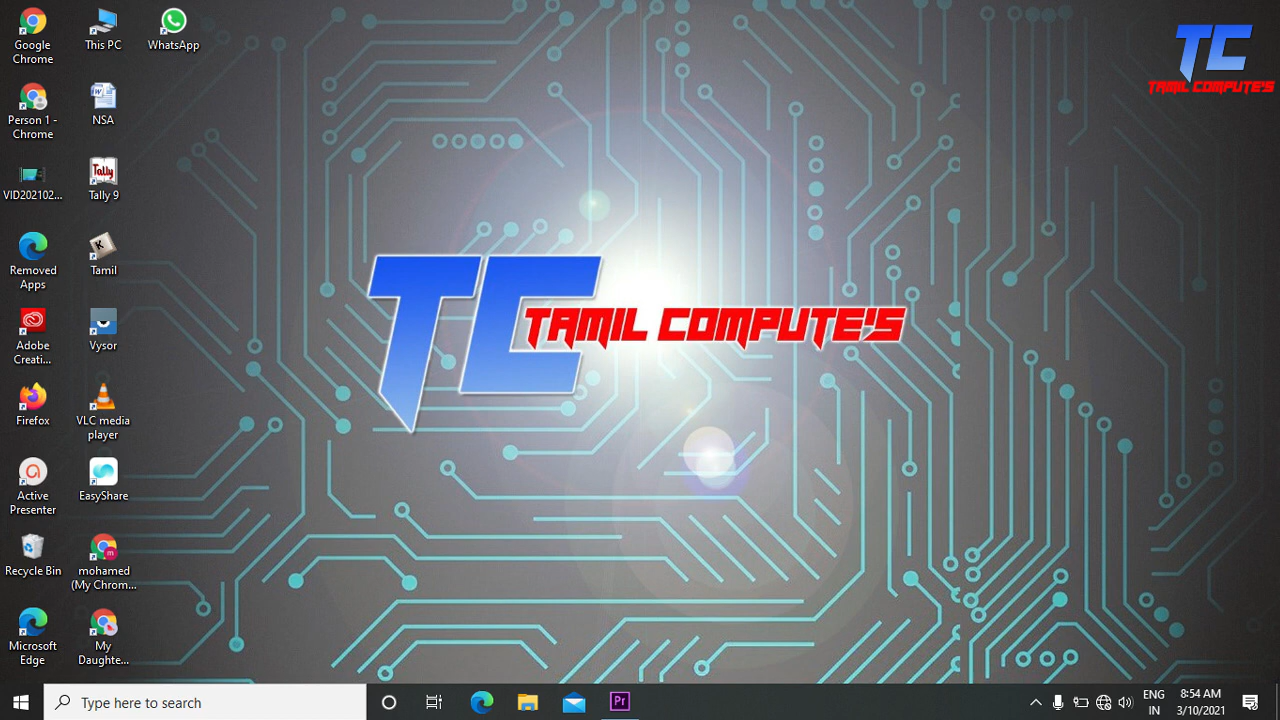 Google
Chrome
This PC
WhatsApp
Person 1 -
Chrome
NSA
VID202102...
Tally
Tally 9
Removed
Apps
K
Tamil
Adobe
Creati...
Vysor
Firefox
VLC media
player
Active
Presenter
EasyShare
Recycle Bin
m
mohamed
(My Chrom...
Microsoft
Edge
My
Daughte...
TC
TAMIL COMPUTE'S
TC
TAMIL COMPUTE'S
Type here to search
Pr
ENG
IN
8:54 AM
3/10/2021